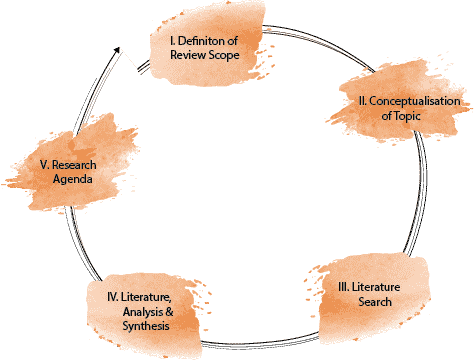 I. Definiton of
Review Scope
II. Conceptualisation
of Topic
III. Literature
Search
IV. Literature,
Analysis &
Synthesis
V. Research
Agenda